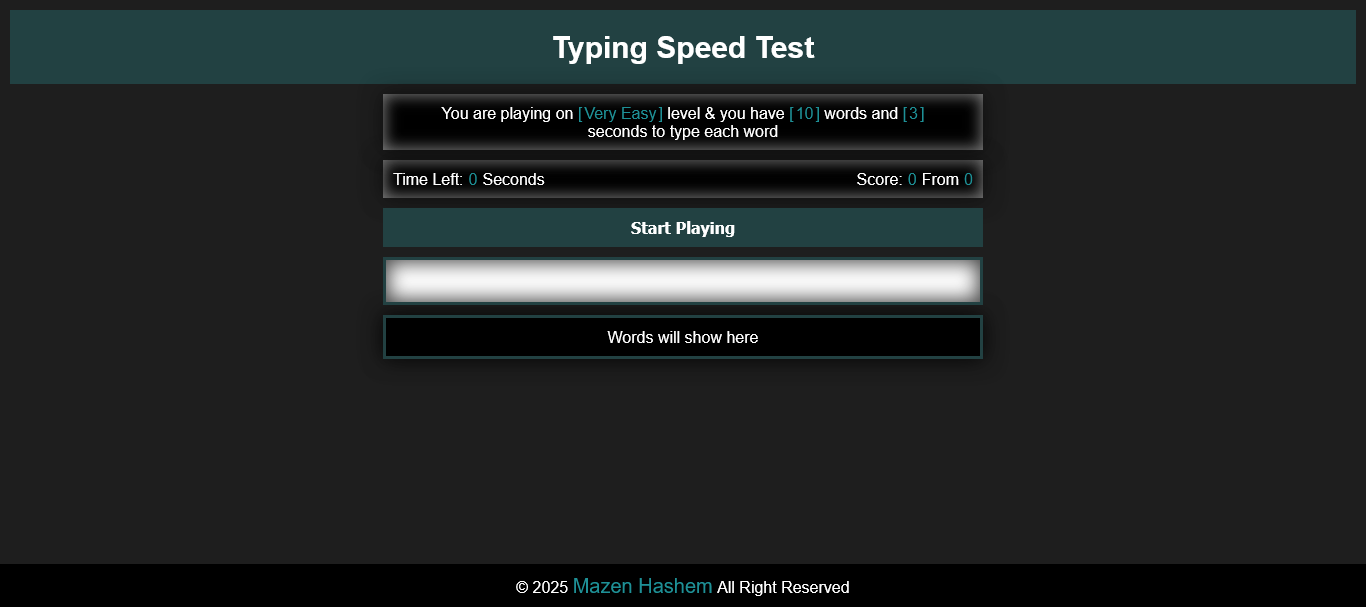 Typing Speed Test
You are playing on [Very Easy] level & you have [10] words and [3]
seconds to type each word
Time Left: 0 Seconds
Score: 0 From 0
Start Playing
Words will show here
© 2025 Mazen Hashem All Right Reserved